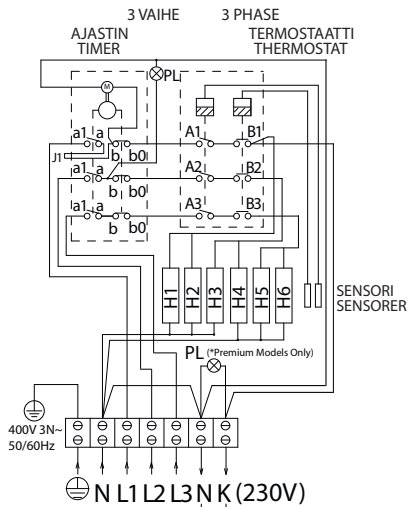 3 VAIHE 3 PHASE
AJASTIN TERMOSTAATTI
TIMER THERMOSTAT
M PL
a1 a A1 B1
J1 b b0
a1 a A2 B2
b b0
a1 a A3 B3
b b0
H1 H2 H3 H4 H5 H6
SENSORI
SENSORER
PL (*Premium Models Only)
400V 3N~
50/60Hz
N L1 L2 L3 N K (230V)